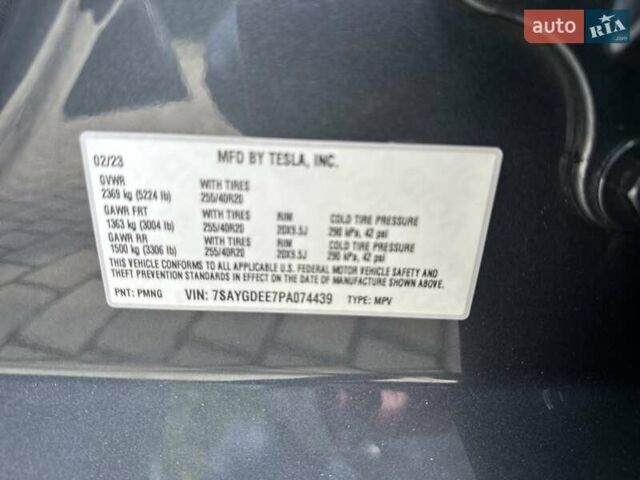 auto RIA
.com
02/23 MFD BY TESLA, INC.
GVWR WITH TIRES
2369 kg (5224 lb) 255/40R20
GAWR FRT WITH TIRES RIM COLD TIRE PRESSURE
1363 kg (3004 lb) 255/40R20 20X9.5J 290 kPa, 42 psi
GAWR RR WITH TIRES RIM COLD TIRE PRESSURE
1500 kg (3306 lb) 255/40R20 20X9.5J 290 kPa, 42 psi
THIS VEHICLE CONFORMS TO ALL APPLICABLE U.S. FEDERAL MOTOR VEHICLE SAFETY AND
THEFT PREVENTION STANDARDS IN EFFECT ON THE DATE OF MANUFACTURE SHOWN ABOVE.
PNT: PMNG VIN: 7SAYGDEE7PA074439 TYPE: MPV